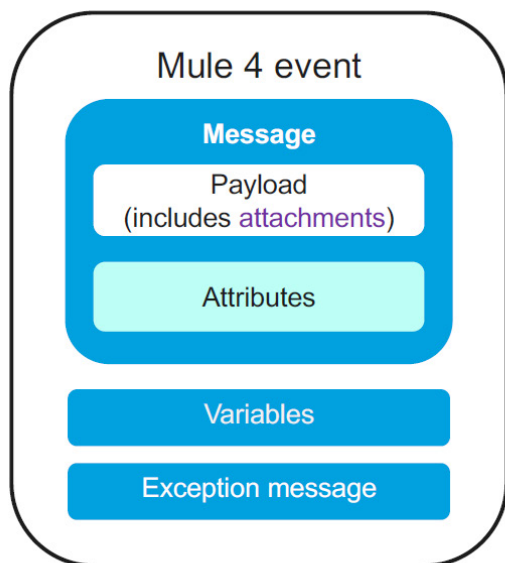 Mule 4 event
Message
Payload
(includes attachments)
Attributes
Variables
Exception message